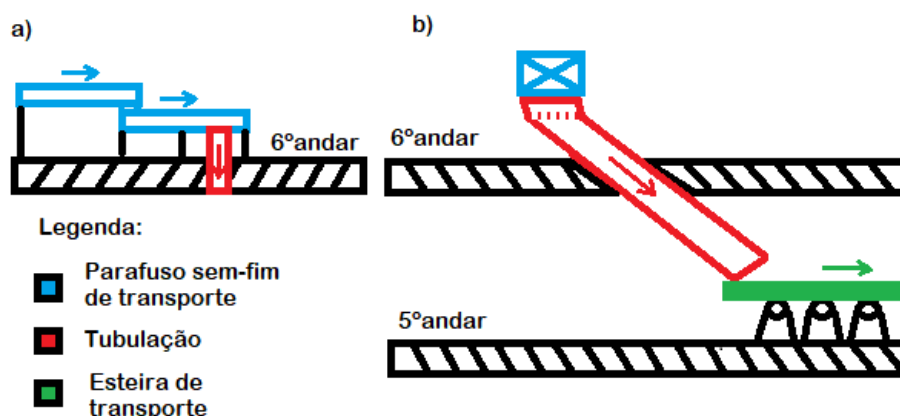 a)
6ºandar
Legenda:
Parafuso sem-fim
de transporte
Tubulação
Esteira de
transporte
b)
6ºandar
5ºandar